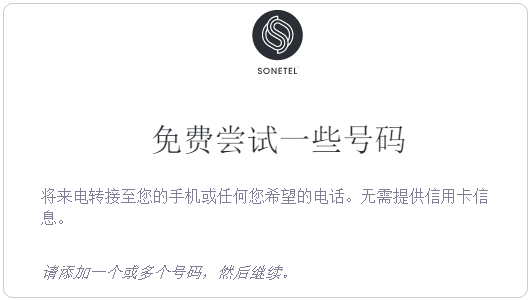 SONETEL
免费尝试一些号码
将来电转接至您的手机或任何您希望的电话。无需提供信用卡信
息。
请添加一个或多个号码，然后继续。